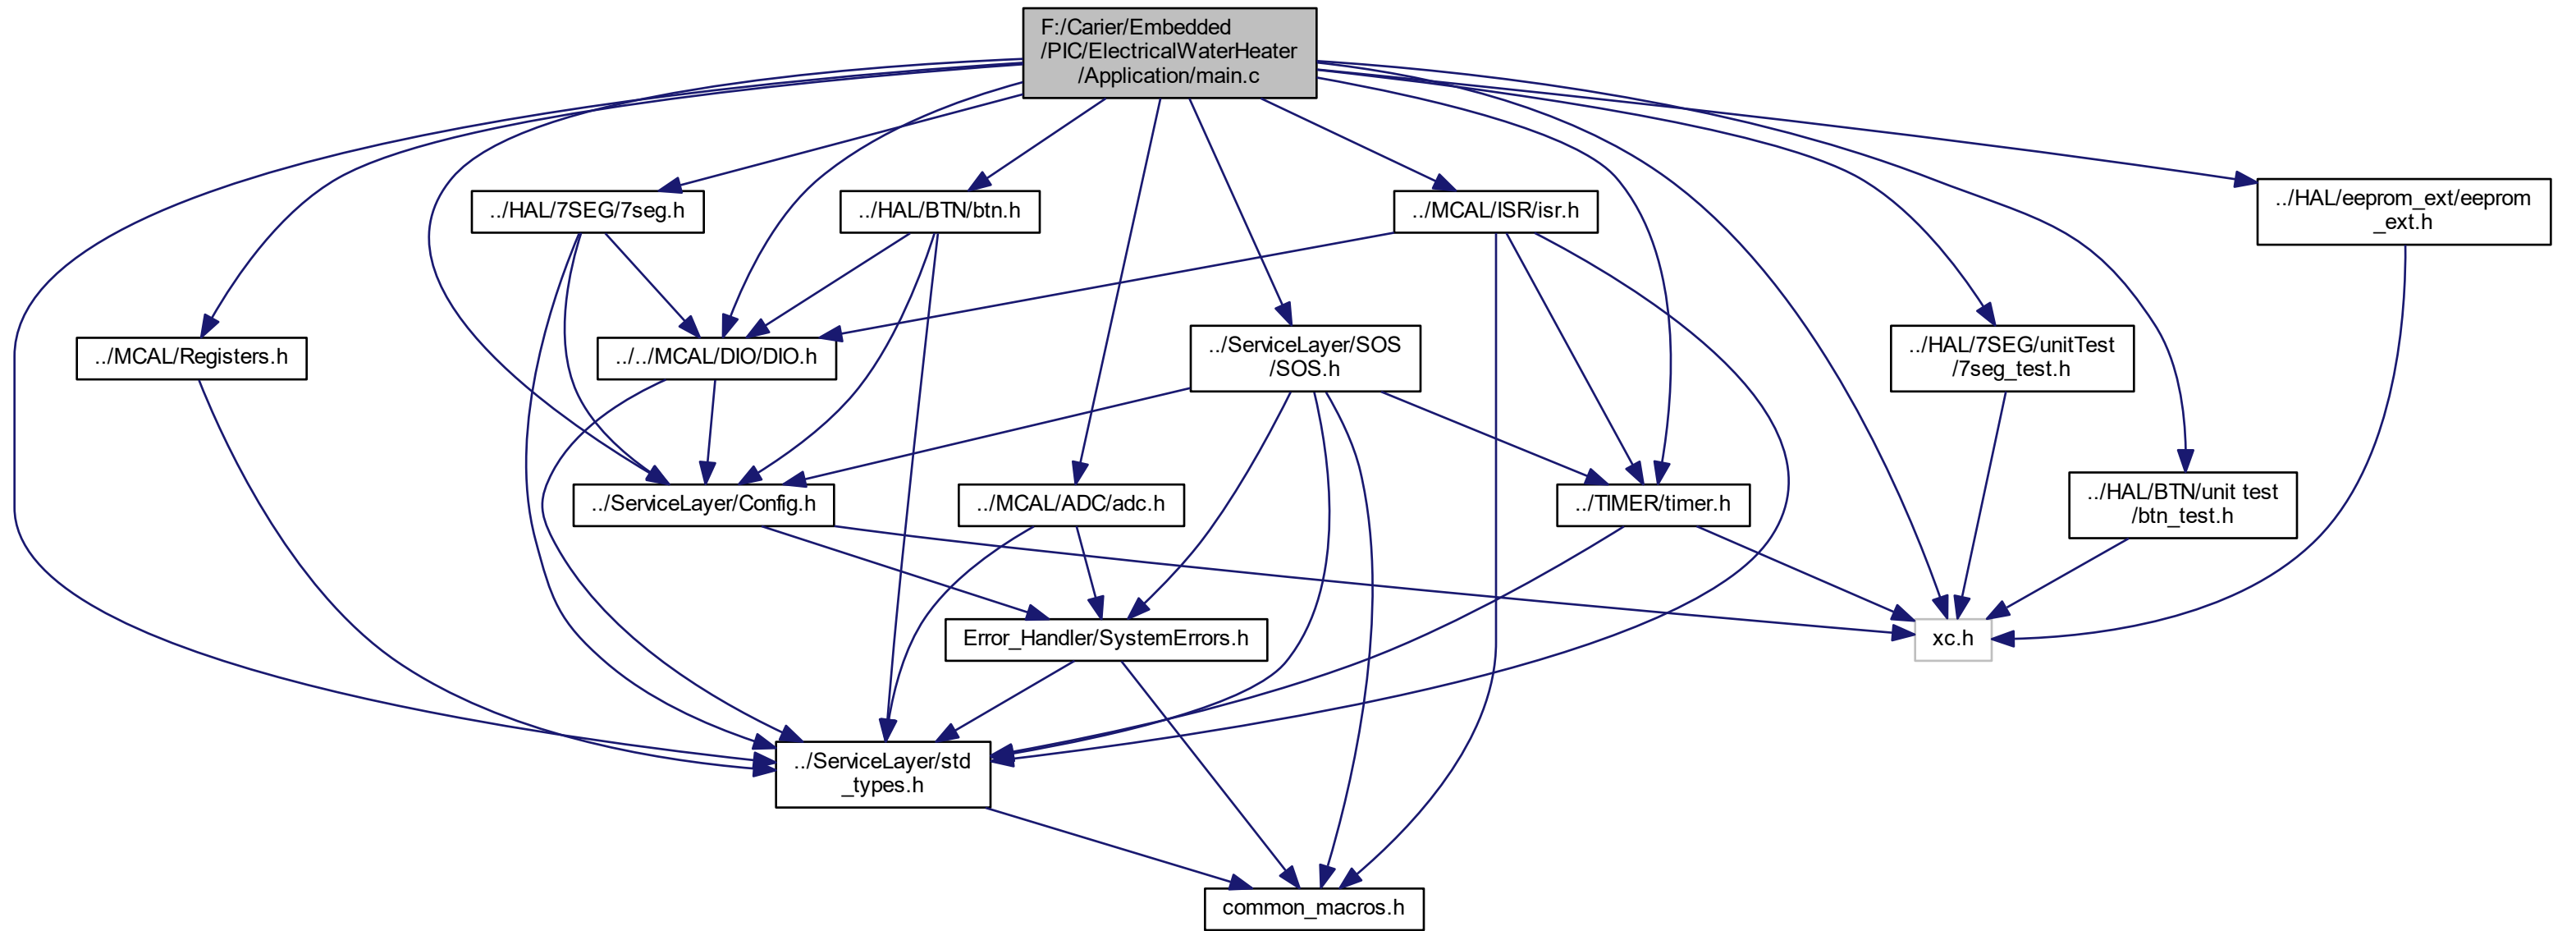 F:/Carier/Embedded
/PIC/ElectricalWaterHeater
/Application/main.c
../HAL/7SEG/7seg.h
../HAL/BTN/btn.h
../MCAL/ISR/isr.h
../HAL/eeprom_ext/eeprom
_ext.h
../MCAL/Registers.h
../../MCAL/DIO/DIO.h
../ServiceLayer/SOS
/SOS.h
../HAL/7SEG/unitTest
/7seg_test.h
../ServiceLayer/Config.h
../MCAL/ADC/adc.h
../TIMER/timer.h
../HAL/BTN/unit test
/btn_test.h
Error_Handler/SystemErrors.h
xc.h
../ServiceLayer/std
_types.h
common_macros.h